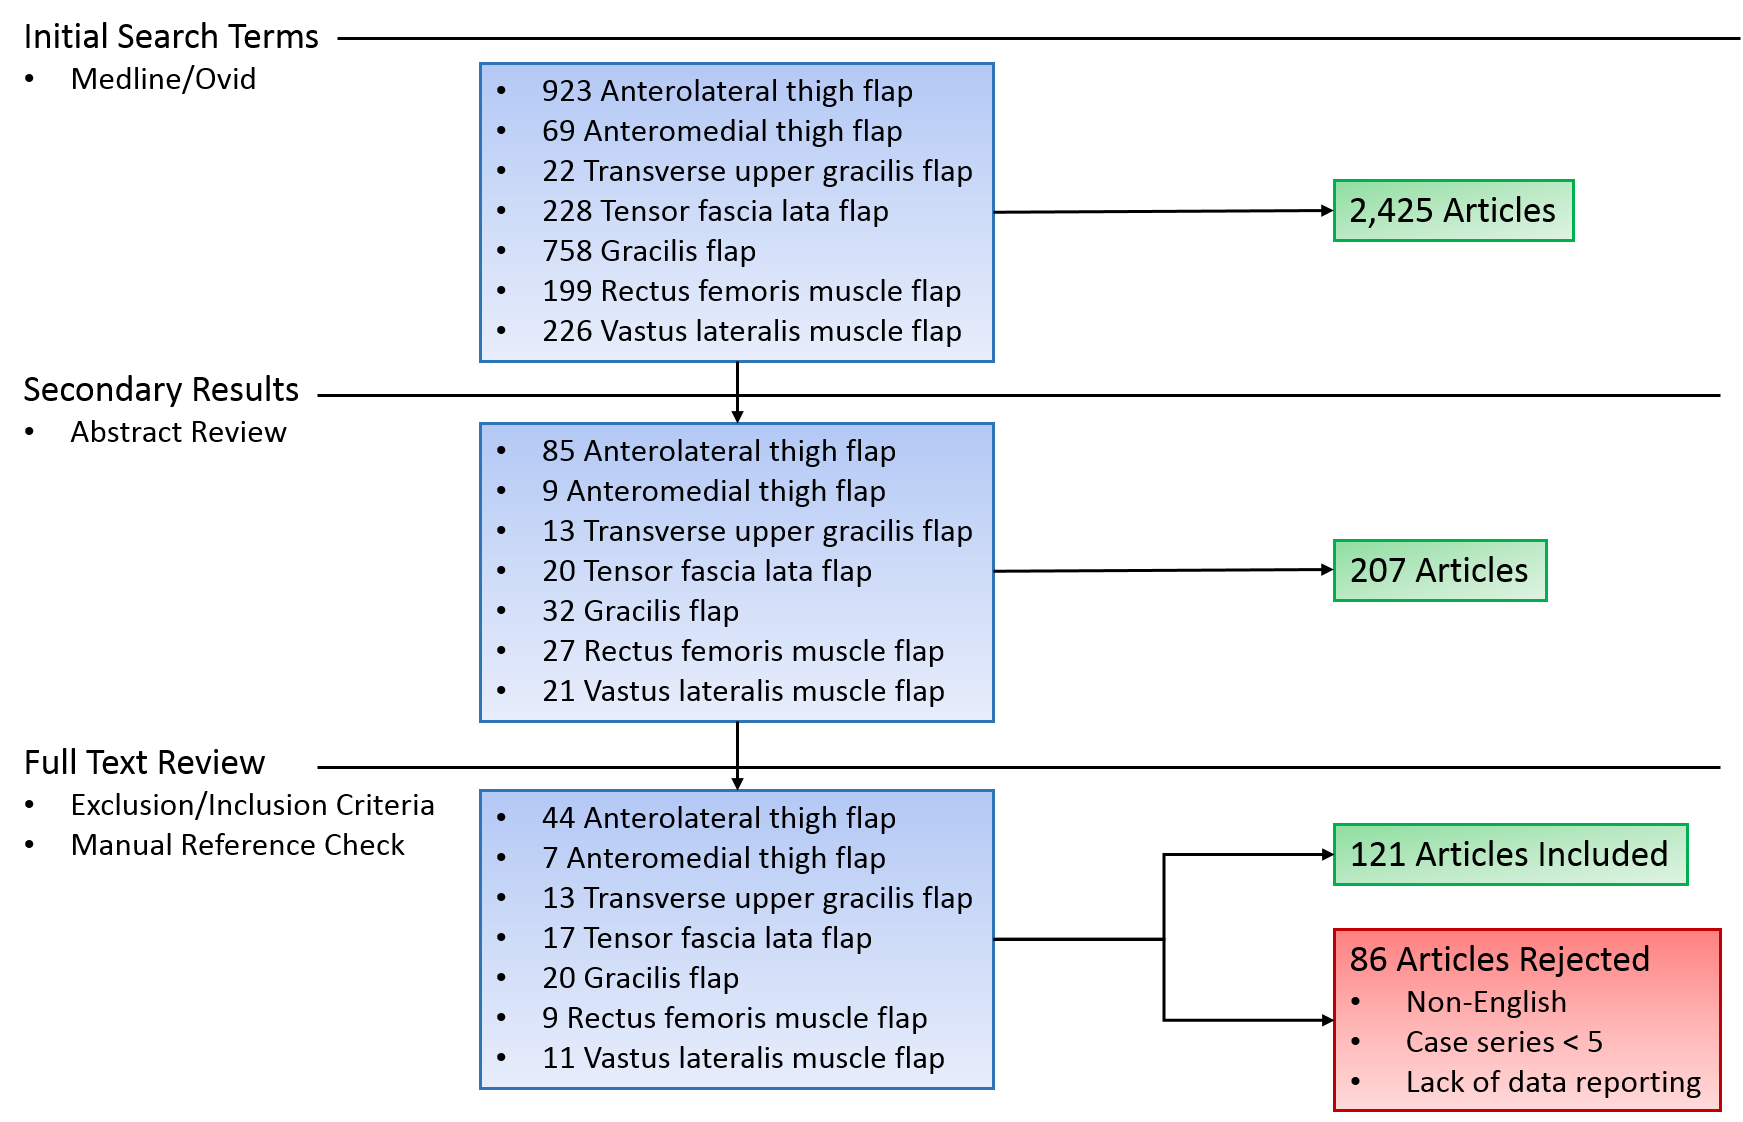 Initial Search Terms
• Medline/Ovid
• 923 Anterolateral thigh flap
• 69 Anteromedial thigh flap
• 22 Transverse upper gracilis flap
• 228 Tensor fascia lata flap
• 758 Gracilis flap
• 199 Rectus femoris muscle flap
• 226 Vastus lateralis muscle flap
2,425 Articles
Secondary Results
• Abstract Review
• 85 Anterolateral thigh flap
• 9 Anteromedial thigh flap
• 13 Transverse upper gracilis flap
• 20 Tensor fascia lata flap
• 32 Gracilis flap
• 27 Rectus femoris muscle flap
• 21 Vastus lateralis muscle flap
207 Articles
Full Text Review
• Exclusion/Inclusion Criteria
• Manual Reference Check
• 44 Anterolateral thigh flap
• 7 Anteromedial thigh flap
• 13 Transverse upper gracilis flap
• 17 Tensor fascia lata flap
• 20 Gracilis flap
• 9 Rectus femoris muscle flap
• 11 Vastus lateralis muscle flap
121 Articles Included
86 Articles Rejected
• Non-English
• Case series < 5
• Lack of data reporting